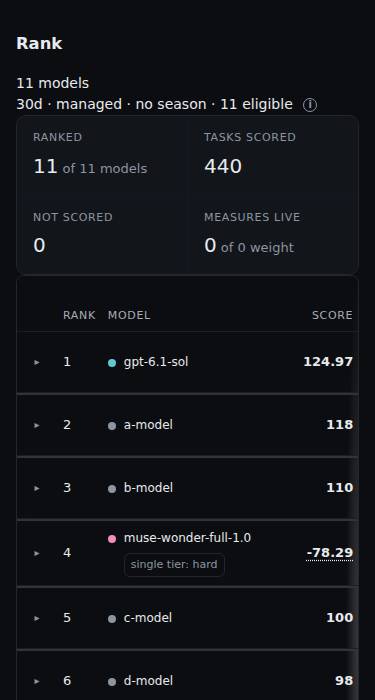 Rank
11 models
30d · managed · no season · 11 eligible
RANKED
11 of 11 models
TASKS SCORED
440
NOT SCORED
0
MEASURES LIVE
0 of 0 weight
RANK MODEL SCORE
1 gpt-6.1-sol 124.97
2 a-model 118
3 b-model 110
4 muse-wonder-full-1.0 -78.29
single tier: hard
5 c-model 100
6 d-model 98